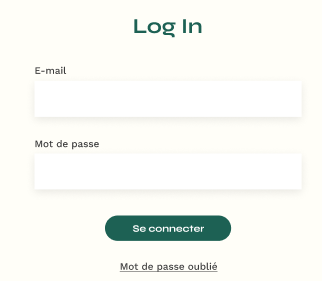 Log In
E-mail
Mot de passe
Se connecter
Mot de passe oublié